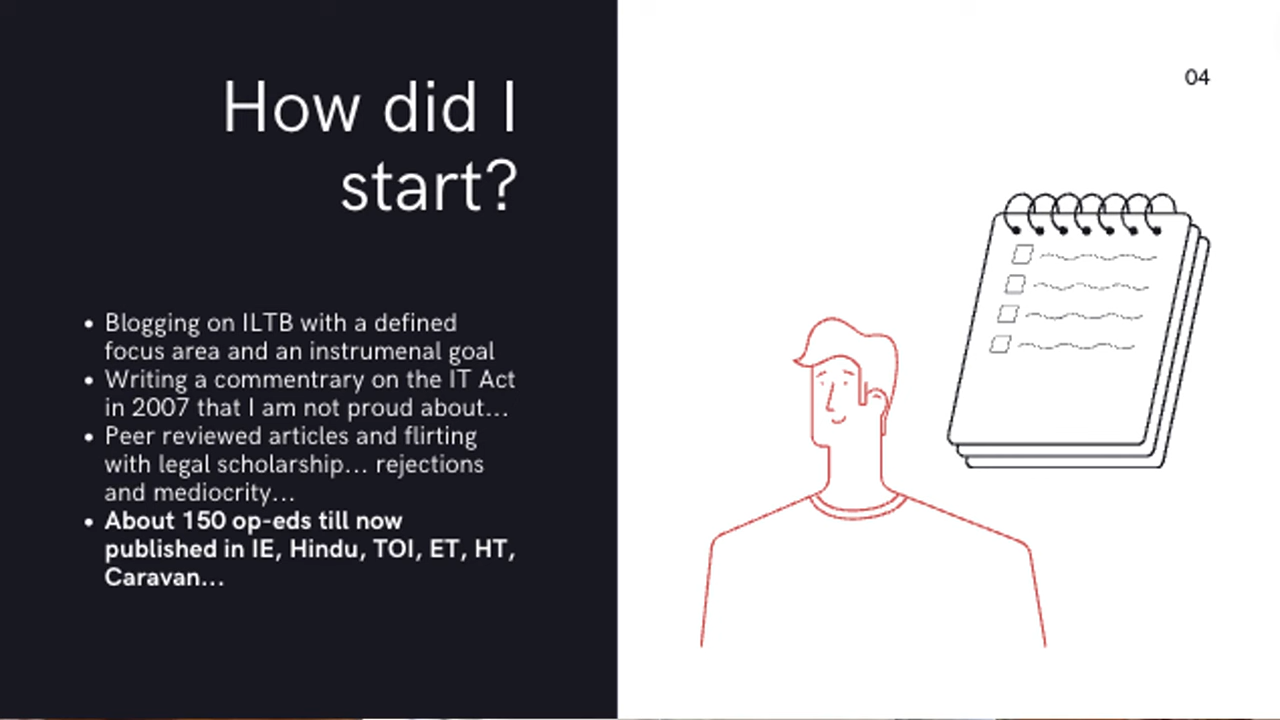 How did I
start?
04
• Blogging on ILTB with a defined
focus area and an instrumenal goal
• Writing a commentrary on the IT Act
in 2007 that I am not proud about...
• Peer reviewed articles and flirting
with legal scholarship... rejections
and mediocrity...
• About 150 op-eds till now
published in IE, Hindu, TOI, ET, HT,
Caravan...